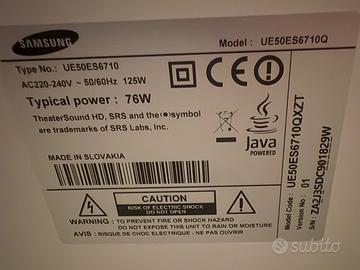 SAMSUNG
Model : UE50ES6710Q
Type No.: UE50ES6710
AC220-240V ~ 50/60Hz 125W
Typical power : 76W
TheaterSound HD, SRS and the symbol
are trademarks of SRS Labs, Inc.
Java
POWERED
MADE IN SLOVAKIA
CAUTION
RISK OF ELECTRIC SHOCK
DO NOT OPEN
WARNING : TO PREVENT FIRE OR SHOCK HAZARD
DO NOT EXPOSE THIS UNIT TO RAIN OR MOISTURE
AVIS : RISQUE DE CHOC ELECTRIQUE. NE PAS OUVRIR
Model Code : UE50ES6710QXZT
Version No : 01
S/N: ZA2J3SDC901829W
subito